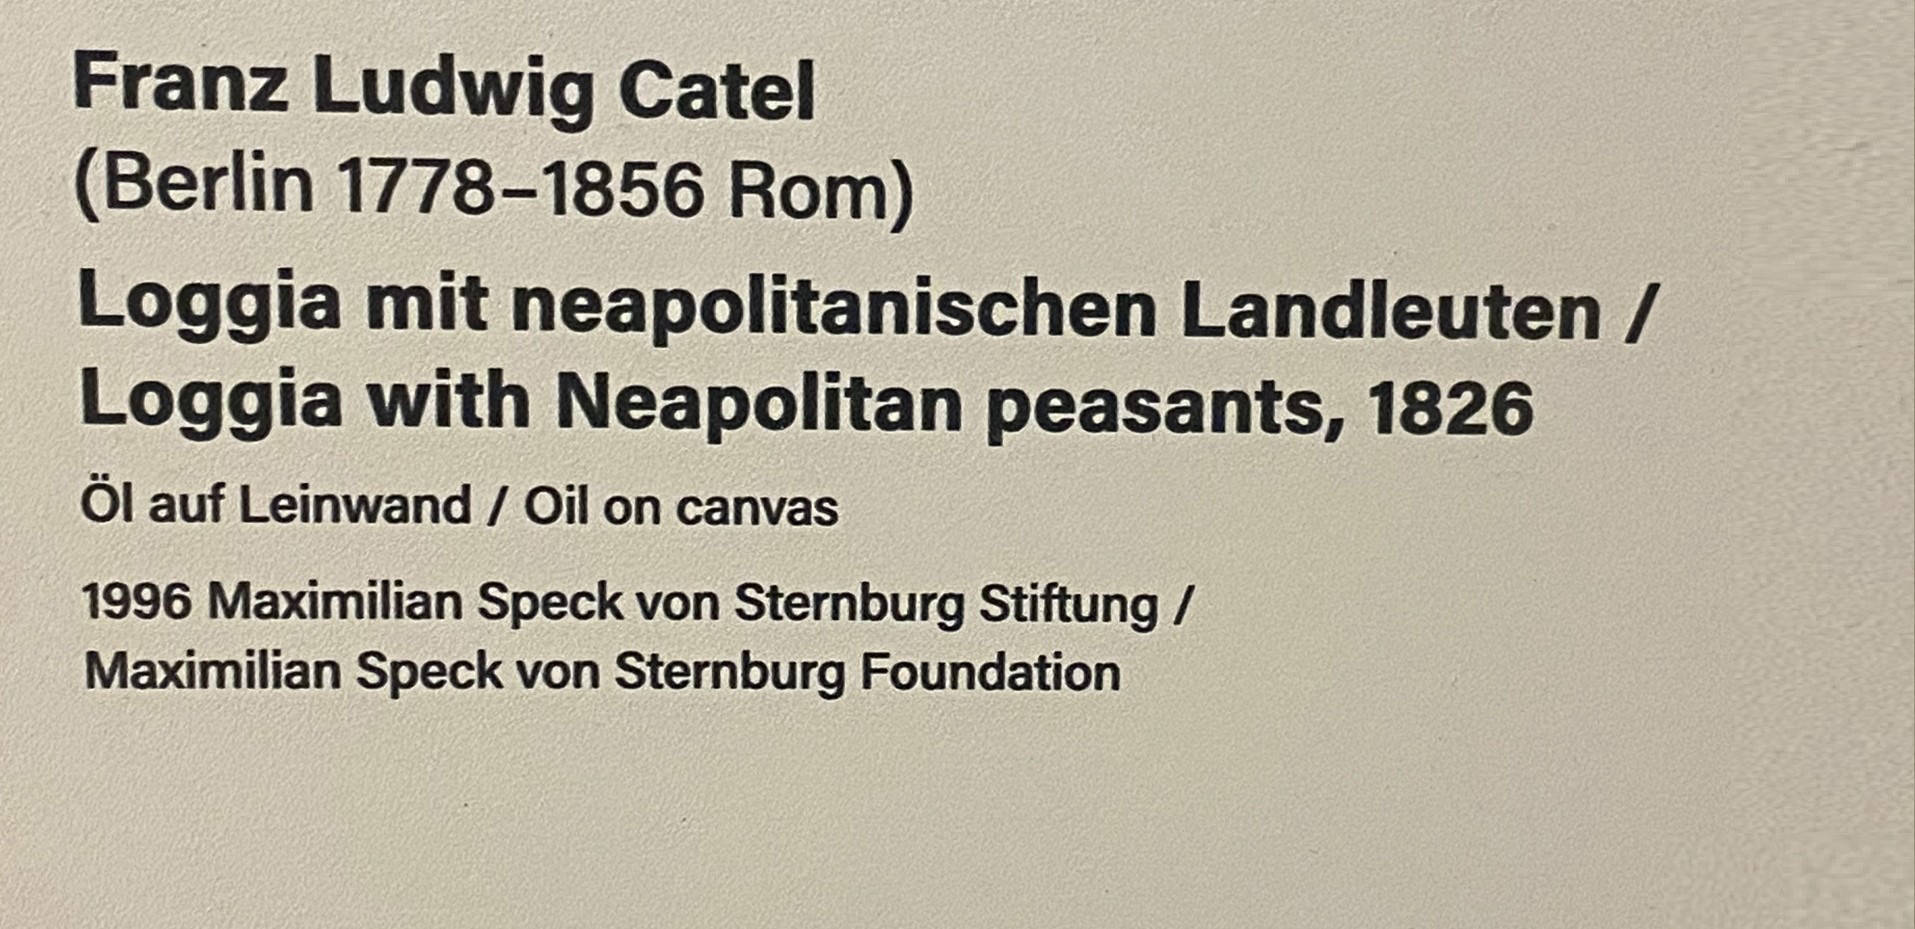 Franz Ludwig Catel
(Berlin 1778–1856 Rom)
Loggia mit neapolitanischen Landleuten /
Loggia with Neapolitan peasants, 1826
Öl auf Leinwand / Oil on canvas
1996 Maximilian Speck von Sternburg Stiftung /
Maximilian Speck von Sternburg Foundation